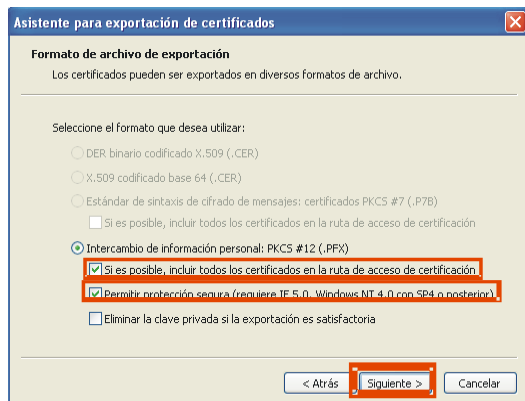 Asistente para exportación de certificados
Formato de archivo de exportación
Los certificados pueden ser exportados en diversos formatos de archivo.
Seleccione el formato que desea utilizar:
DER binario codificado X.509 (.CER)
X.509 codificado base 64 (.CER)
Estándar de sintaxis de cifrado de mensajes: certificados PKCS #7 (.P7B)
Si es posible, incluir todos los certificados en la ruta de acceso de certificación
Intercambio de información personal: PKCS #12 (.PFX)
Si es posible, incluir todos los certificados en la ruta de acceso de certificación
Permitir protección segura (requiere IE 5.0, Windows NT 4.0 con SP4 o posterior)
Eliminar la clave privada si la exportación es satisfactoria
< Atrás Siguiente > Cancelar